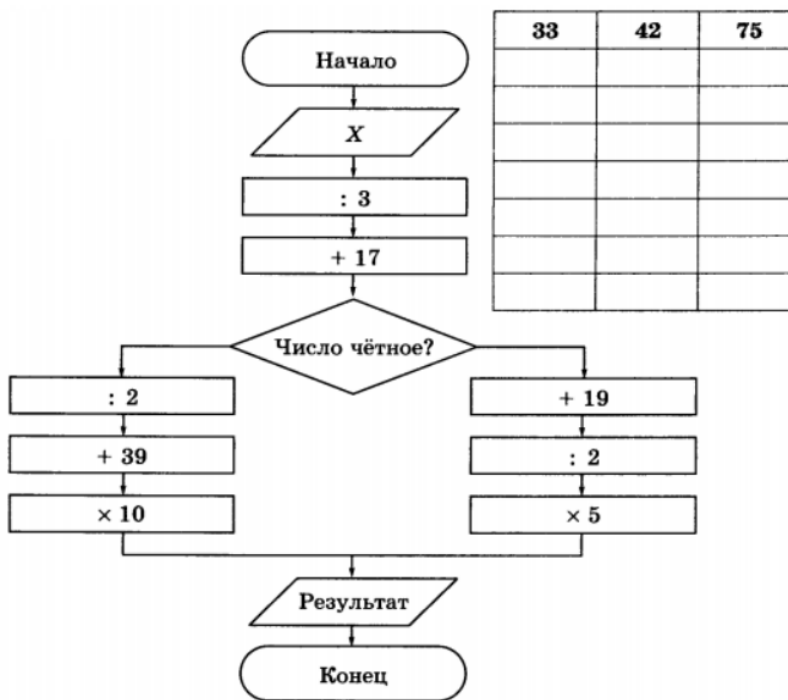 Начало
X
: 3
+ 17
Число чётное?
: 2
+ 39
× 10
+ 19
: 2
× 5
Результат
Конец
33 42 75